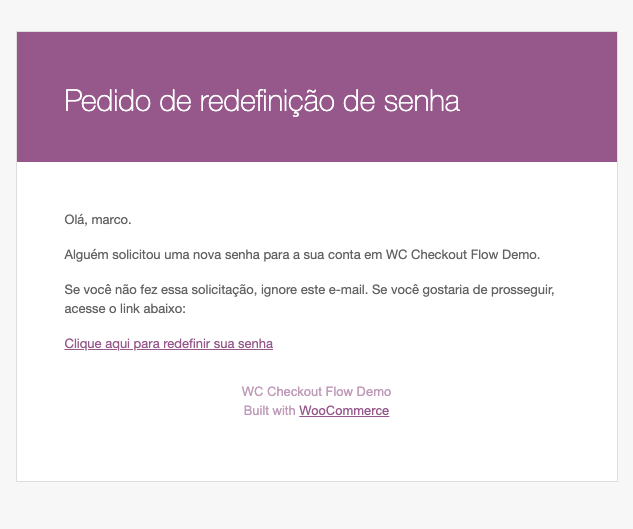 Pedido de redefinição de senha
Olá, marco.
Alguém solicitou uma nova senha para a sua conta em WC Checkout Flow Demo.
Se você não fez essa solicitação, ignore este e-mail. Se você gostaria de prosseguir,
acesse o link abaixo:
Clique aqui para redefinir sua senha
WC Checkout Flow Demo
Built with WooCommerce